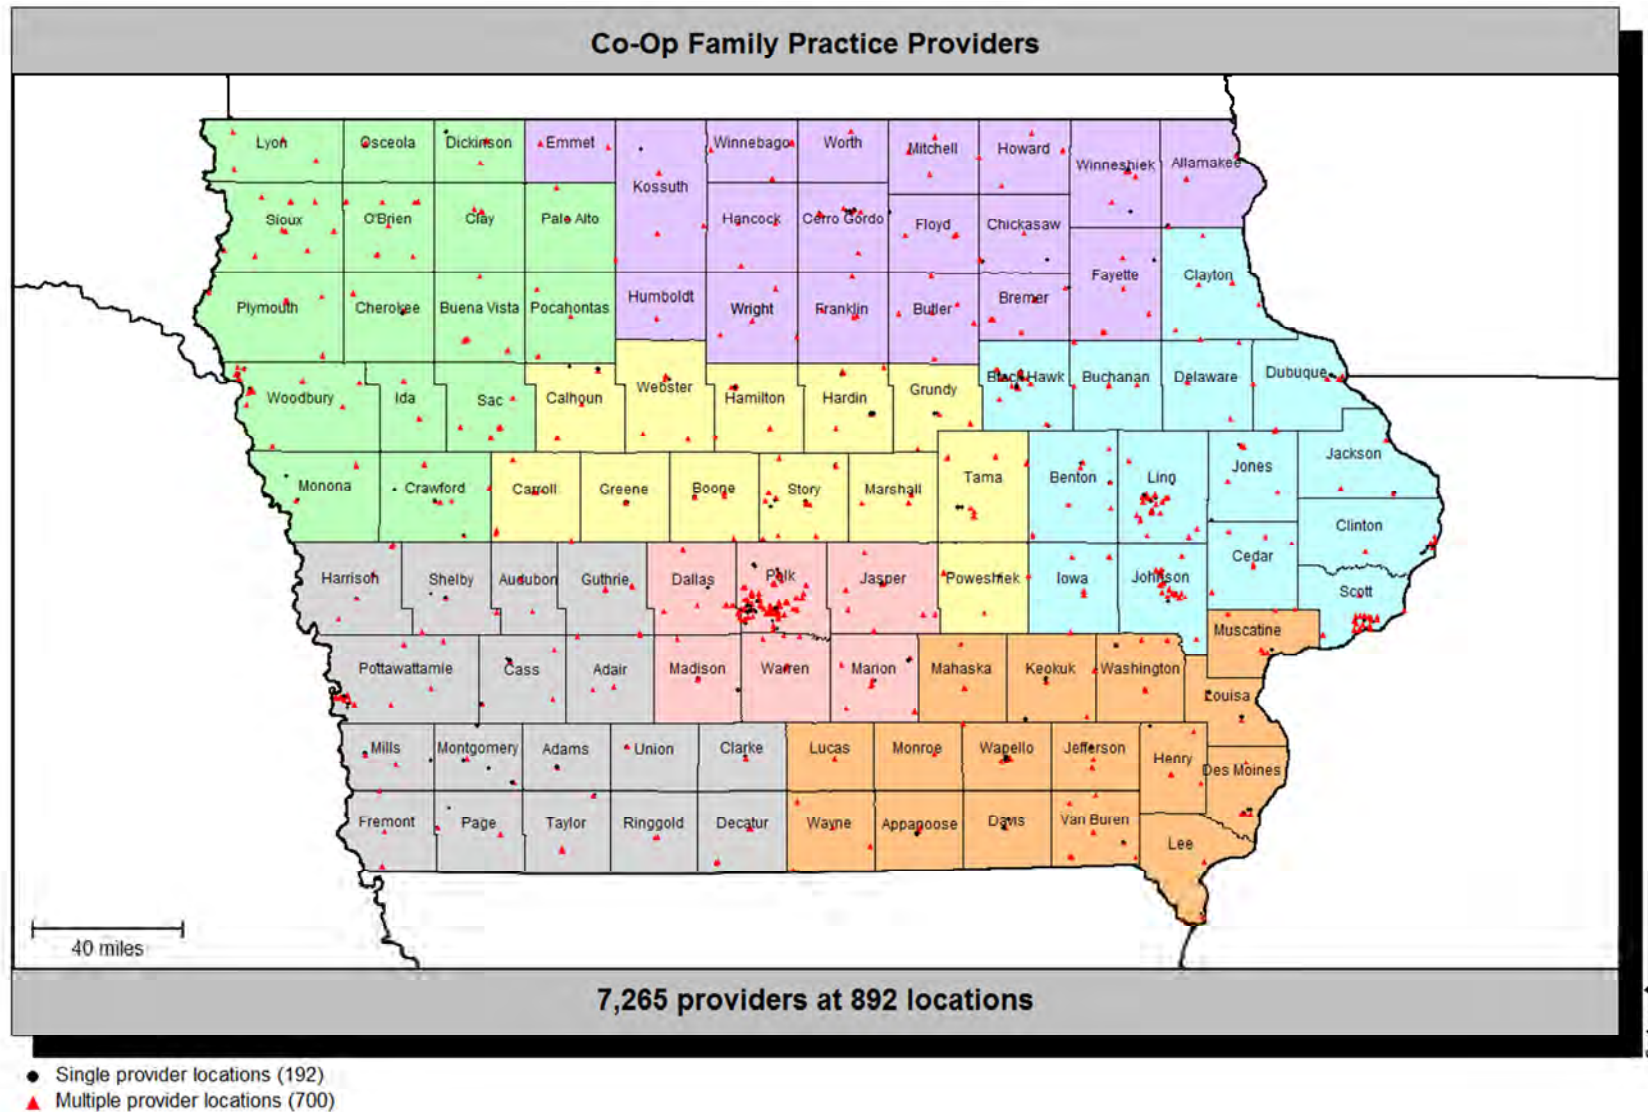 Co-Op Family Practice Providers
Lyon
Osceola
Dickinson
Emmet
Winnebago
Worth
Mitchell
Howard
Winneshiek
Allamakee
Kossuth
Sioux
O'Brien
Clay
Palo Alto
Hancock
Cerro Gordo
Floyd
Chickasaw
Fayette
Clayton
Plymouth
Cherokee
Buena Vista
Pocahontas
Humboldt
Wright
Franklin
Butler
Bremer
Woodbury
Ida
Sac
Calhoun
Webster
Hamilton
Hardin
Grundy
Black Hawk
Buchanan
Delaware
Dubuque
Monona
Crawford
Carroll
Greene
Boone
Story
Marshall
Tama
Benton
Linn
Jones
Jackson
Clinton
Harrison
Shelby
Audubon
Guthrie
Dallas
Polk
Jasper
Poweshiek
Iowa
Johnson
Cedar
Scott
Muscatine
Pottawattamie
Cass
Adair
Madison
Warren
Marion
Mahaska
Keokuk
Washington
Louisa
Mills
Montgomery
Adams
Union
Clarke
Lucas
Monroe
Wapello
Jefferson
Henry
Des Moines
Fremont
Page
Taylor
Ringgold
Decatur
Wayne
Appanoose
Davis
Van Buren
Lee
40 miles
7,265 providers at 892 locations
Single provider locations (192)
Multiple provider locations (700)